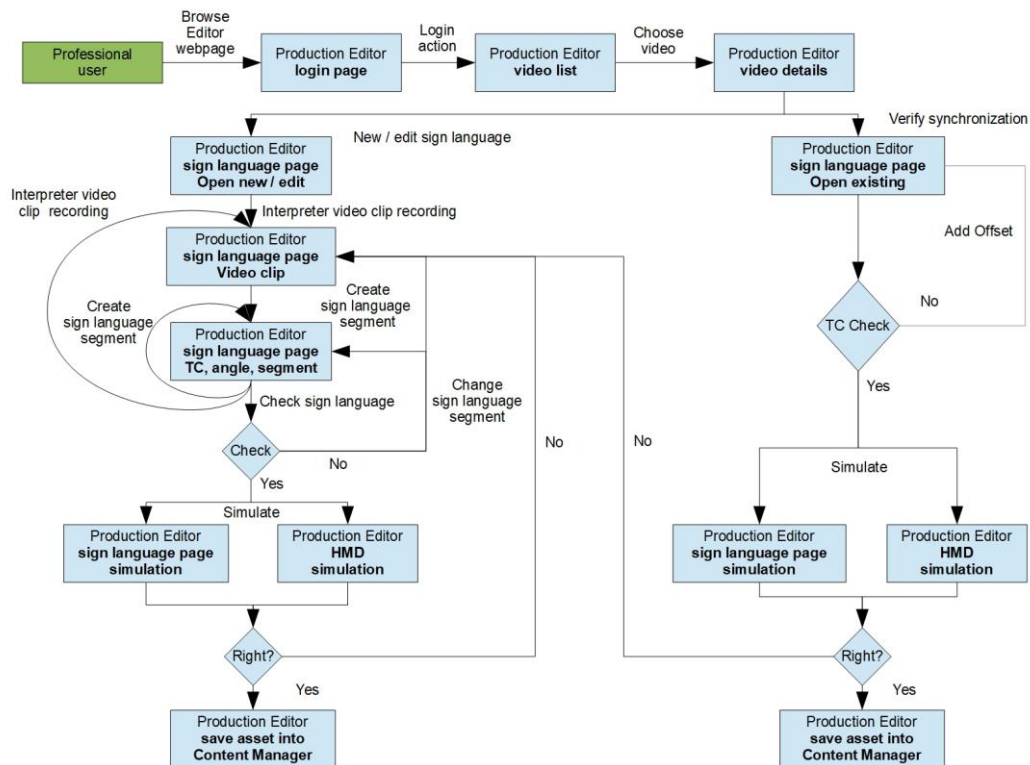 Browse
Editor
webpage
Login
action
Choose
video
Professional
user
Production Editor
login page
Production Editor
video list
Production Editor
video details
New / edit sign language
Verify synchronization
Production Editor
sign language page
Open new / edit
Production Editor
sign language page
Open existing
Interpreter video
clip recording
Interpreter video clip recording
Add Offset
Production Editor
sign language page
Video clip
Create
sign language
segment
Create
sign language
segment
No
TC Check
Production Editor
sign language page
TC, angle, segment
Yes
Check sign language
Change
sign language
segment
Check
No
No
No
Yes
Simulate
Simulate
Production Editor
sign language page
simulation
Production Editor
HMD
simulation
Production Editor
sign language page
simulation
Production Editor
HMD
simulation
Right?
Right?
Yes
Yes
Production Editor
save asset into
Content Manager
Production Editor
save asset into
Content Manager